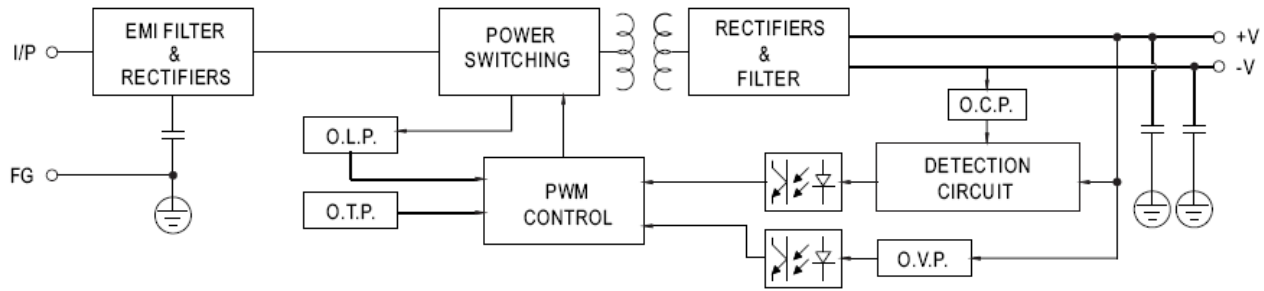 I/P
EMI FILTER
&
RECTIFIERS
POWER
SWITCHING
RECTIFIERS
&
FILTER
+V
-V
O.C.P.
O.L.P.
FG
O.T.P.
PWM
CONTROL
DETECTION
CIRCUIT
O.V.P.